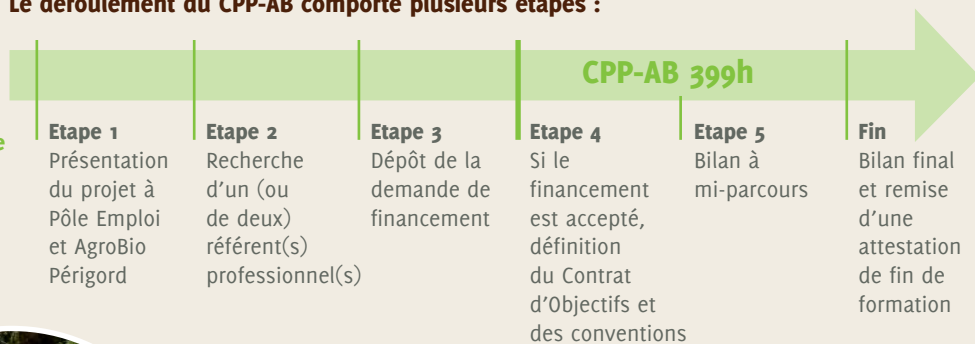 Le déroulement du CPP-AB comporte plusieurs étapes :
CPP-AB 399h
e
Etape 1
Présentation
du projet à
Pôle Emploi
et AgroBio
Périgord
Etape 2
Recherche
d'un (ou
de deux)
référent(s)
professionnel(s)
Etape 3
Dépôt de la
demande de
financement
Etape 4
Si le
financement
est accepté,
définition
du Contrat
d'Objectifs et
des conventions
Etape 5
Bilan à
mi-parcours
Fin
Bilan final
et remise
d'une
attestation
de fin de
formation